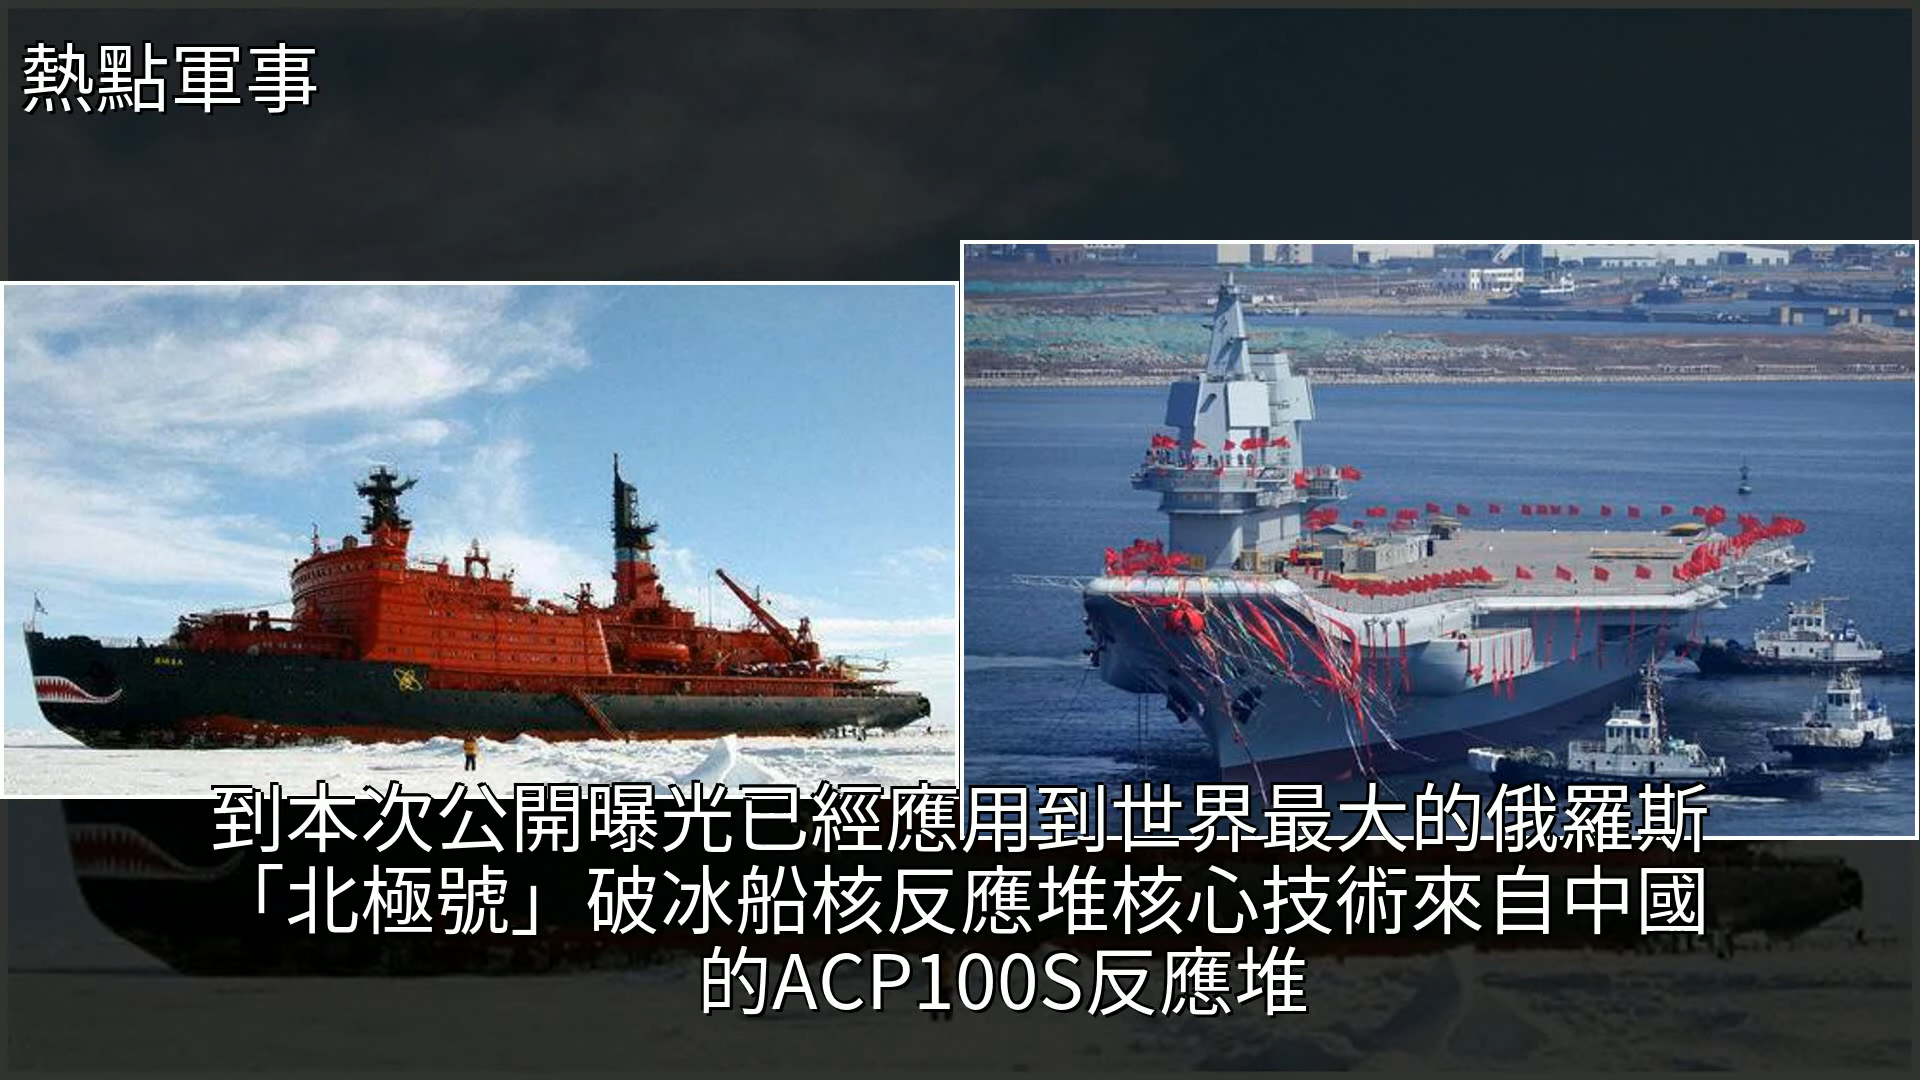 熱點軍事
到本次公開曝光已經應用到世界最大的俄羅斯
「北極號」破冰船核反應堆核心技術來自中國
的ACP100S反應堆